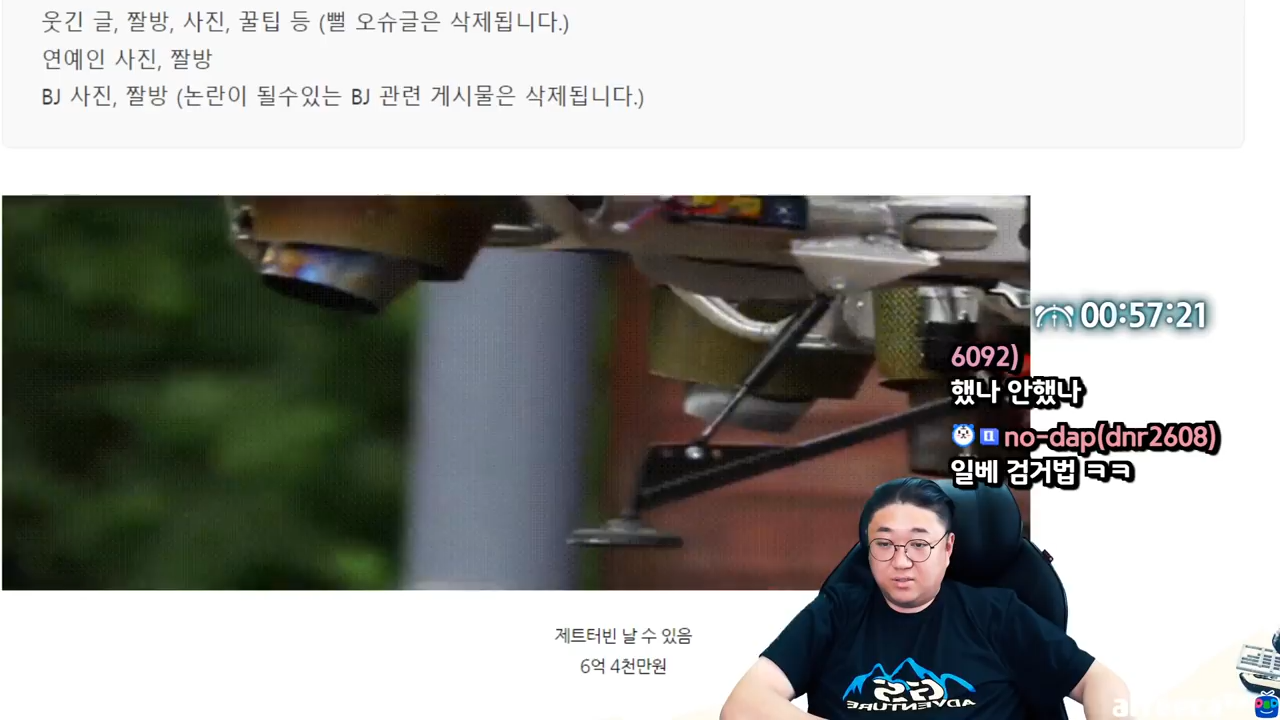 웃긴 글, 짤방, 사진, 꿀팁 등 (뻘 오슈글은 삭제됩니다.)
연예인 사진, 짤방
BJ 사진, 짤방 (논란이 될수있는 BJ 관련 게시물은 삭제됩니다.)
00:57:21
6092)
했나 안했나
no-dap(dnr2608)
일베 검거법 ㅋㅋ
제트터빈 날 수 있음
6억 4천만원
ADVENTURE